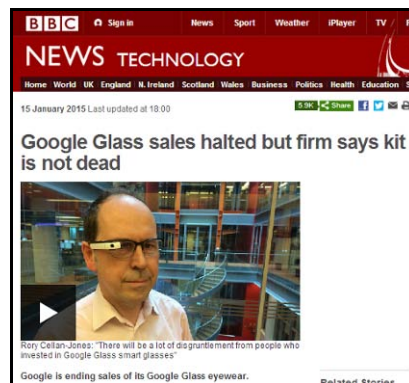 BBC Sign in News Sport Weather iPlayer TV
NEWS TECHNOLOGY
Home World UK England N. Ireland Scotland Wales Business Politics Health Education
15 January 2015 Last updated at 18:00
5.9K Share
Google Glass sales halted but firm says kit
is not dead
Rory Cellan-Jones: "There will be a lot of disgruntlement from people who
invested in Google Glass smart glasses"
Google is ending sales of its Google Glass eyewear.
Related Stories